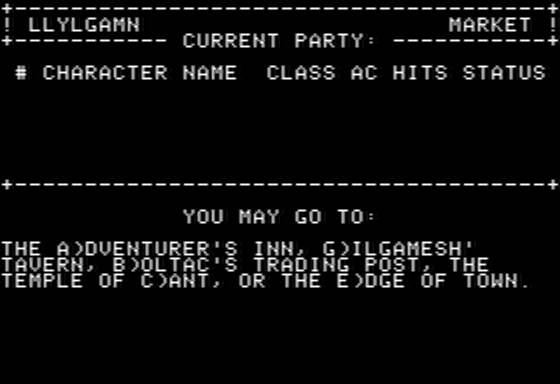 +--------------------------------------+
! LLYLGAMN                      MARKET !
+----------- CURRENT PARTY: -----------+
# CHARACTER NAME  CLASS AC HITS STATUS
+--------------------------------------+
YOU MAY GO TO:
THE A)DVENTURER'S INN, G)ILGAMESH'
TAVERN, B)OLTAC'S TRADING POST, THE
TEMPLE OF C)ANT, OR THE E)DGE OF TOWN.